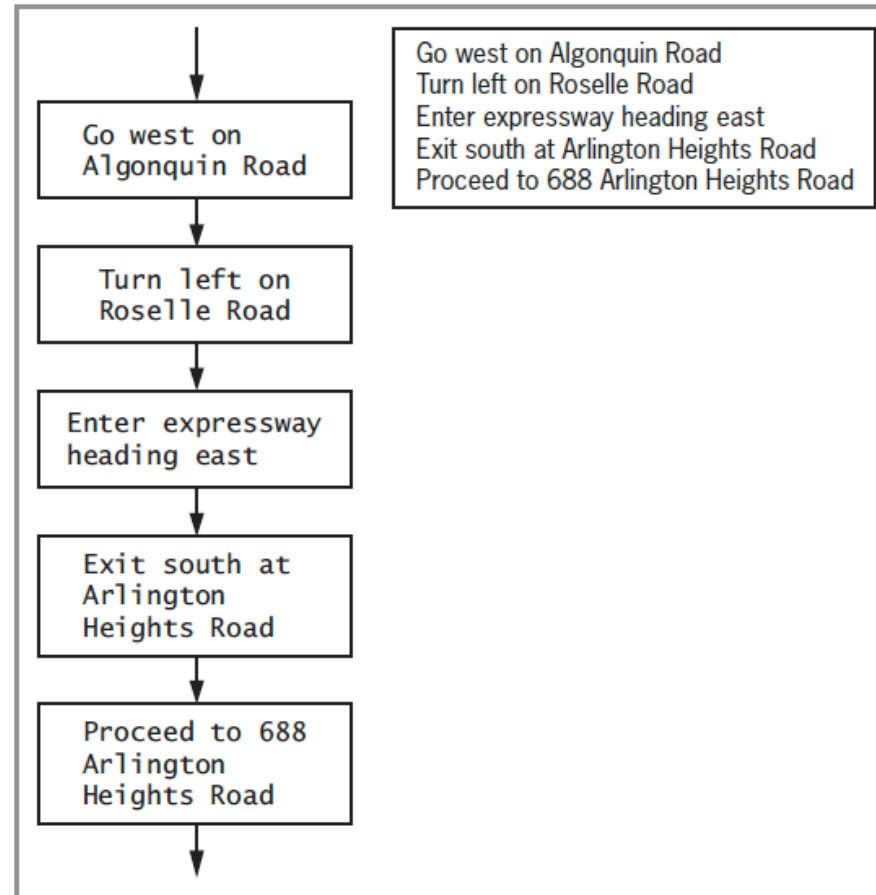 Go west on
Algonquin Road
Turn left on
Roselle Road
Enter expressway
heading east
Exit south at
Arlington
Heights Road
Proceed to 688
Arlington
Heights Road
Go west on Algonquin Road
Turn left on Roselle Road
Enter expressway heading east
Exit south at Arlington Heights Road
Proceed to 688 Arlington Heights Road